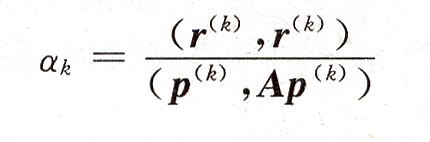 α_k = (r^(k), r^(k)) / (p^(k), Ap^(k))